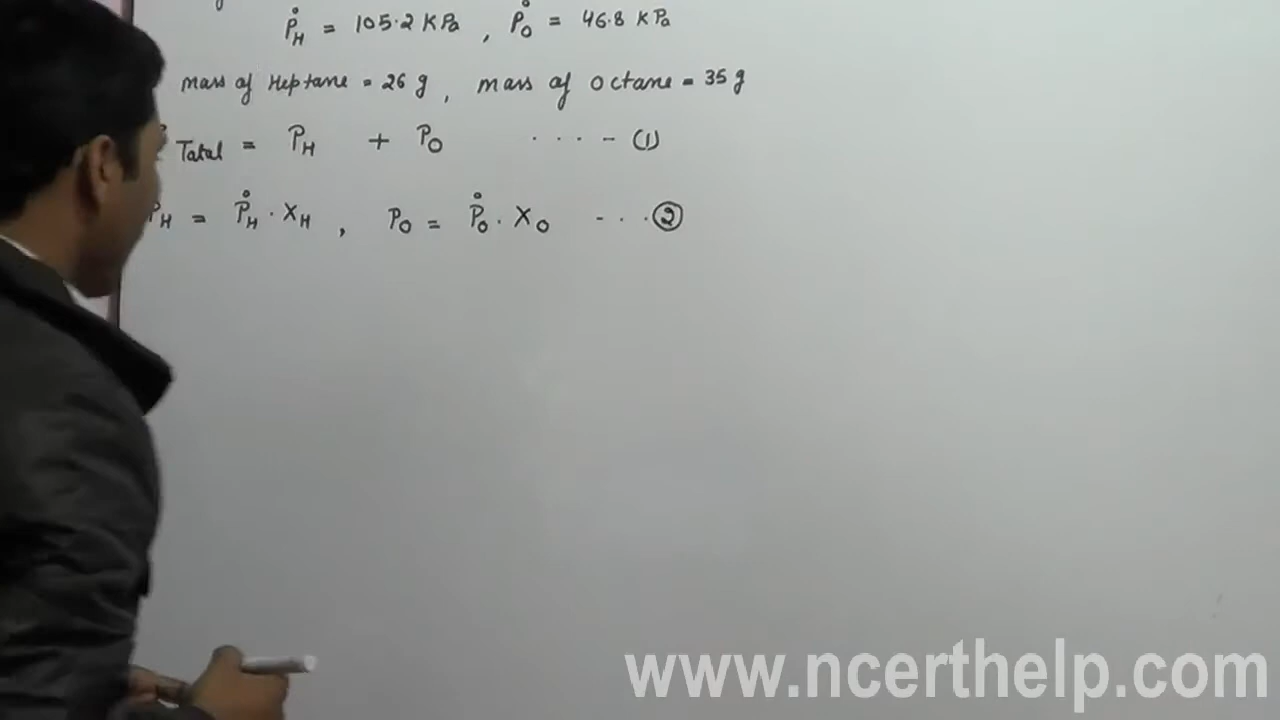 P°H = 105.2 KPa , P°O = 46.8 KPa
mass of Heptane = 26 g , mass of octane = 35 g
Total = PH + PO ....- (1)
PH = P°H . XH , PO = P°O . XO - . . . ②
www.ncerthelp.com